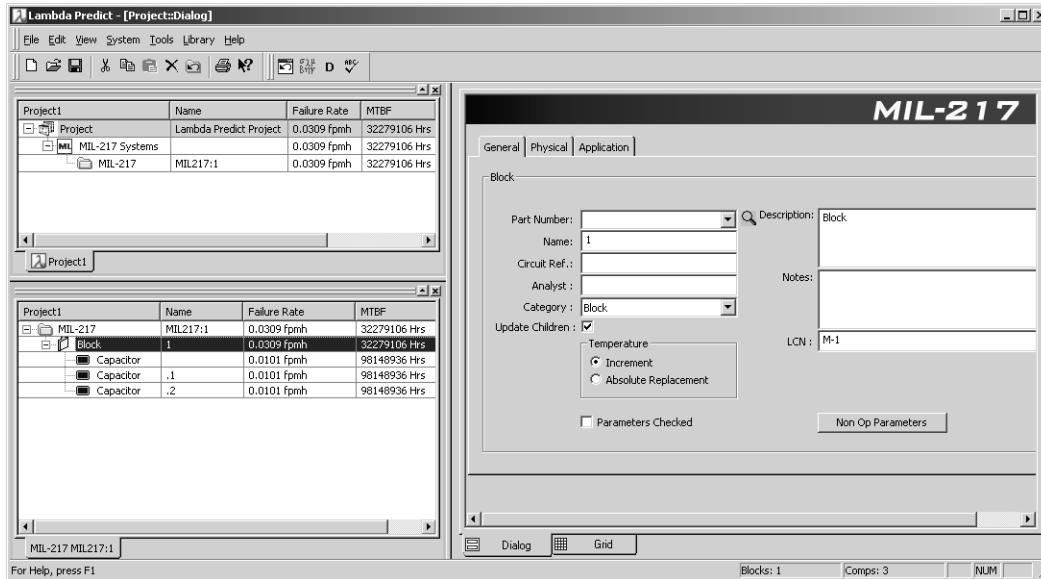 Lambda Predict - [Project::Dialog]
File Edit View System Tools Library Help
Project1 Name Failure Rate MTBF
Project Lambda Predict Project 0.0309 fpmh 32279106 Hrs
ML MIL-217 Systems 0.0309 fpmh 32279106 Hrs
MIL-217 MIL217:1 0.0309 fpmh 32279106 Hrs
Project1
Project1 Name Failure Rate MTBF
MIL-217 MIL217:1 0.0309 fpmh 32279106 Hrs
Block 1 0.0309 fpmh 32279106 Hrs
Capacitor 0.0101 fpmh 98148936 Hrs
Capacitor .1 0.0101 fpmh 98148936 Hrs
Capacitor .2 0.0101 fpmh 98148936 Hrs
MIL-217 MIL217:1
MIL-217
General Physical Application
Block
Part Number:
Name: 1
Circuit Ref.:
Analyst :
Category : Block
Update Children :
Temperature
Increment
Absolute Replacement
Parameters Checked
Description: Block
Notes:
LCN : M-1
Non Op Parameters
Dialog Grid
For Help, press F1 Blocks: 1 Comps: 3 NUM